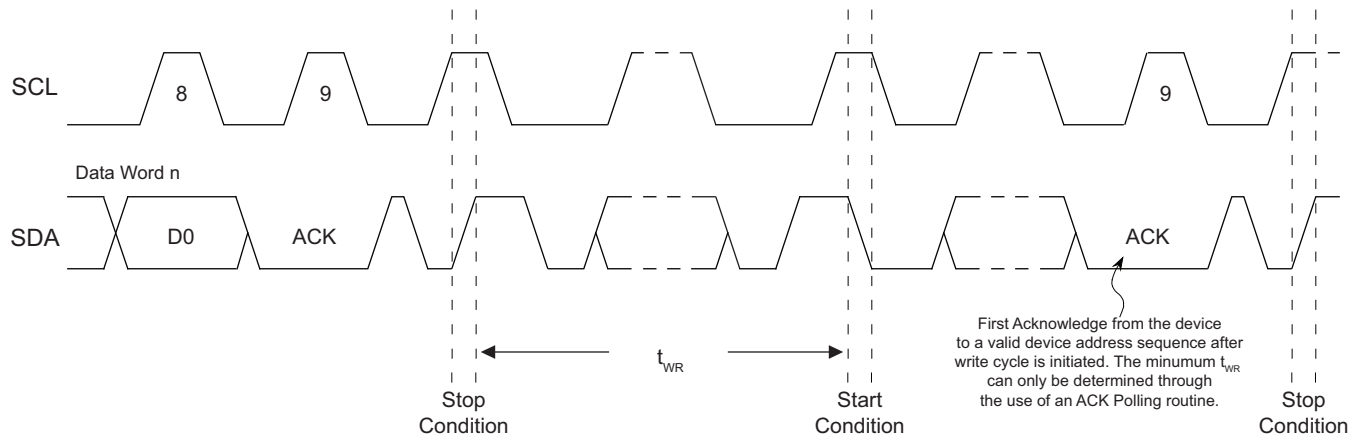 SCL
8
9
9
Data Word n
SDA
D0
ACK
ACK
First Acknowledge from the device
to a valid device address sequence after
write cycle is initiated. The minumum tWR
can only be determined through
the use of an ACK Polling routine.
tWR
Stop
Condition
Start
Condition
Stop
Condition